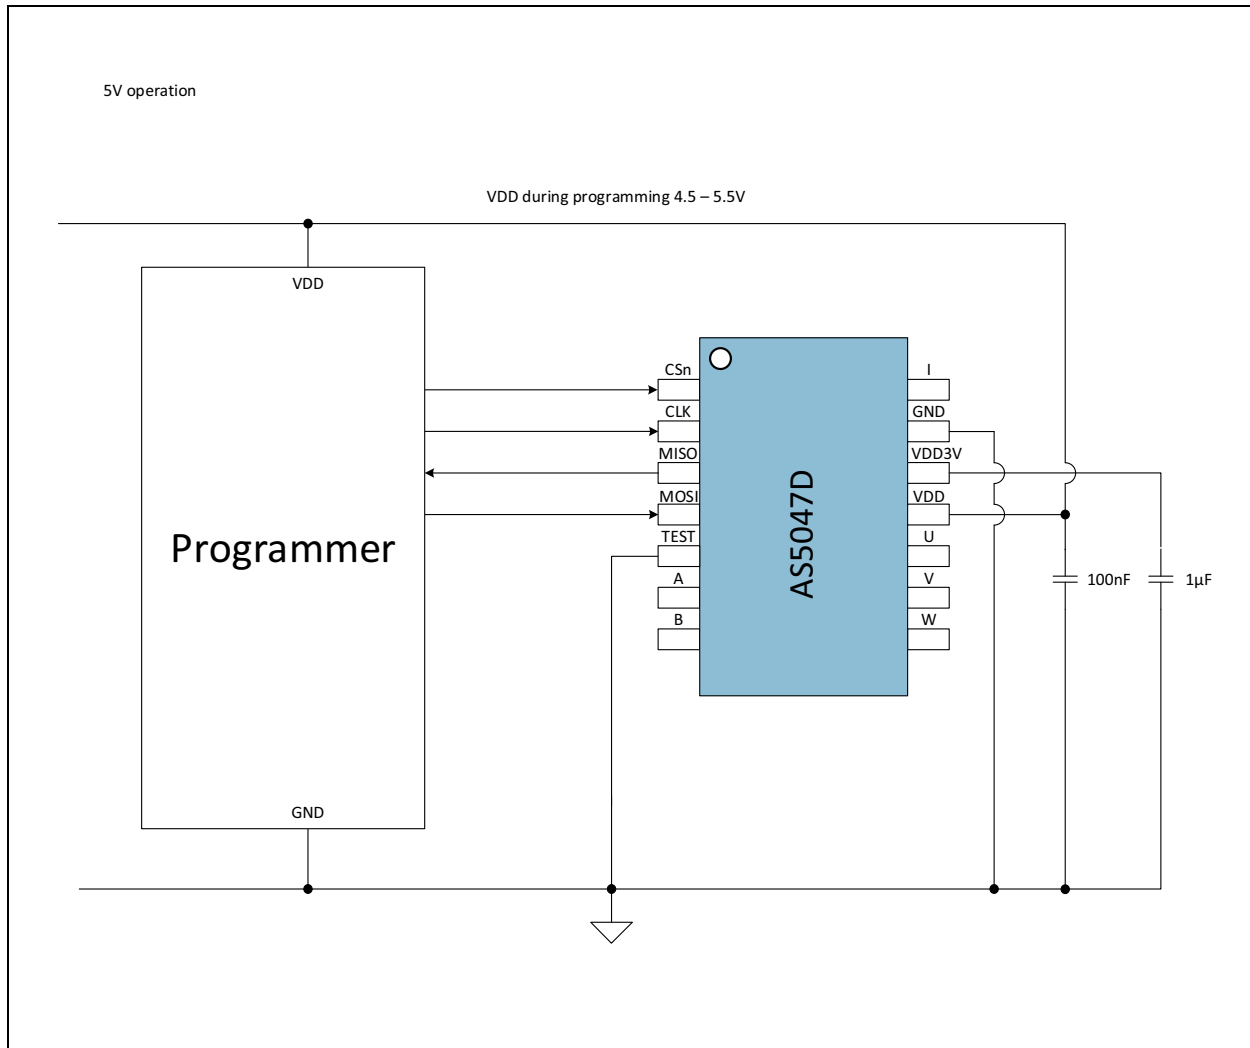 5V operation
VDD during programming 4.5 – 5.5V
VDD
Programmer
GND
CSn
CLK
MISO
MOSI
TEST
A
B
AS5047D
I
GND
VDD3V
VDD
U
V
W
100nF
1µF